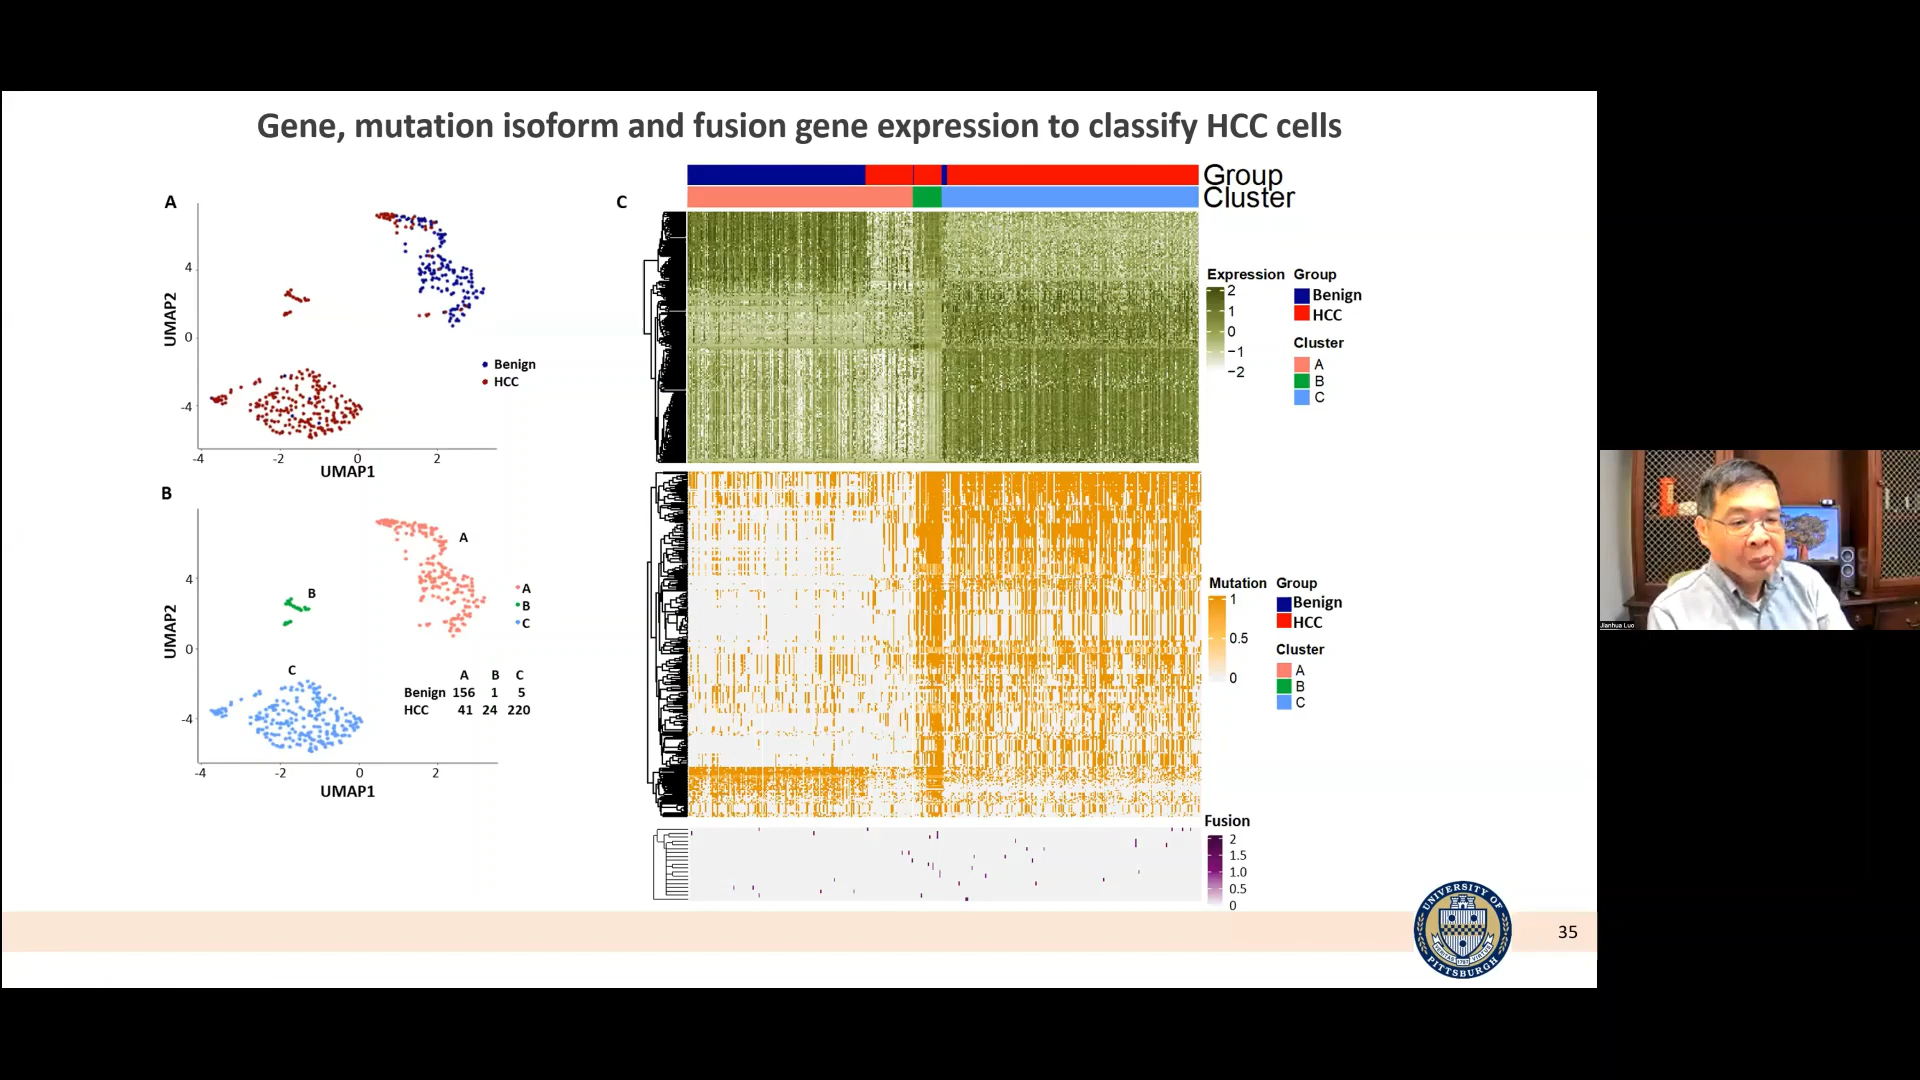 Gene, mutation isoform and fusion gene expression to classify HCC cells
A
UMAP2
4
0
-4
-4
-2
0
2
UMAP1
Benign
HCC
B
UMAP2
4
0
-4
-4
-2
0
2
UMAP1
A
B
C
A
B
C
A B C
Benign 156 1 5
HCC 41 24 220
C
Group
Cluster
Expression
2
1
0
−1
−2
Group
Benign
HCC
Cluster
A
B
C
Mutation
1
0.5
0
Group
Benign
HCC
Cluster
A
B
C
Fusion
2
1.5
1.0
0.5
0
UNIVERSITY OF
PITTSBURGH
35
Jianhua Luo